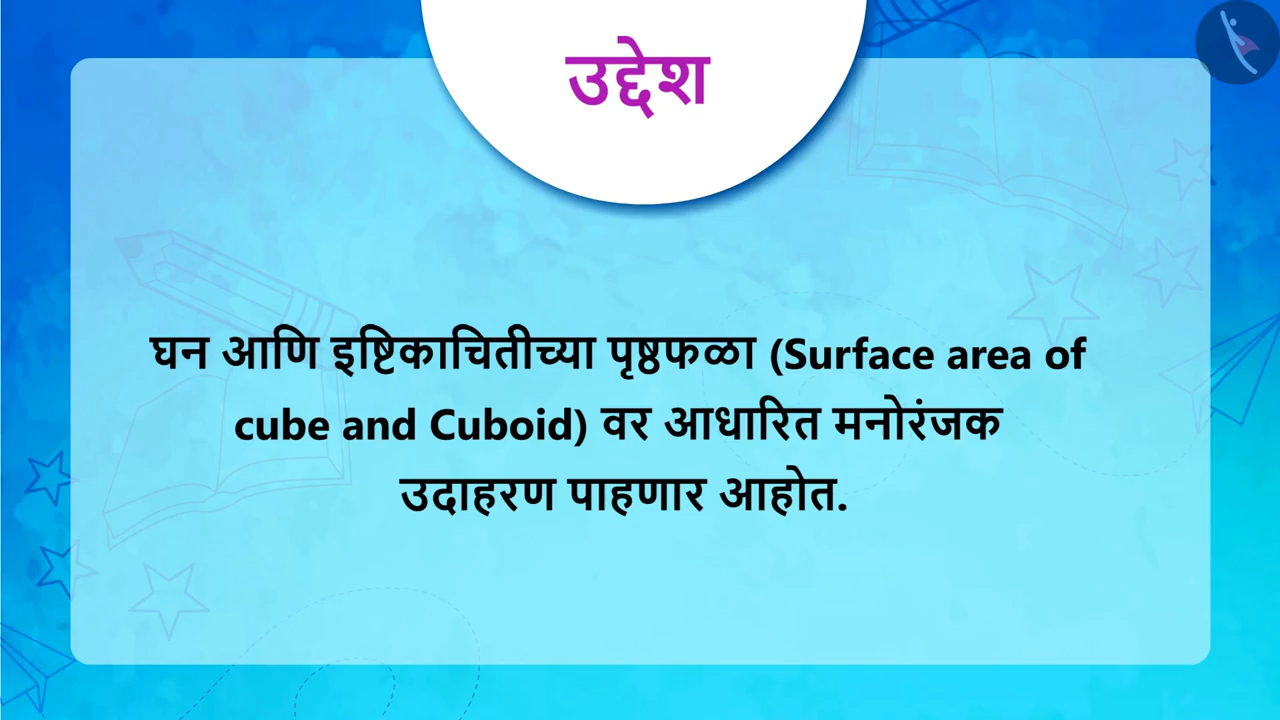 उद्देश
घन आणि इष्टिकाचितीच्या पृष्ठफळा (Surface area of
cube and Cuboid) वर आधारित मनोरंजक
उदाहरण पाहणार आहोत.